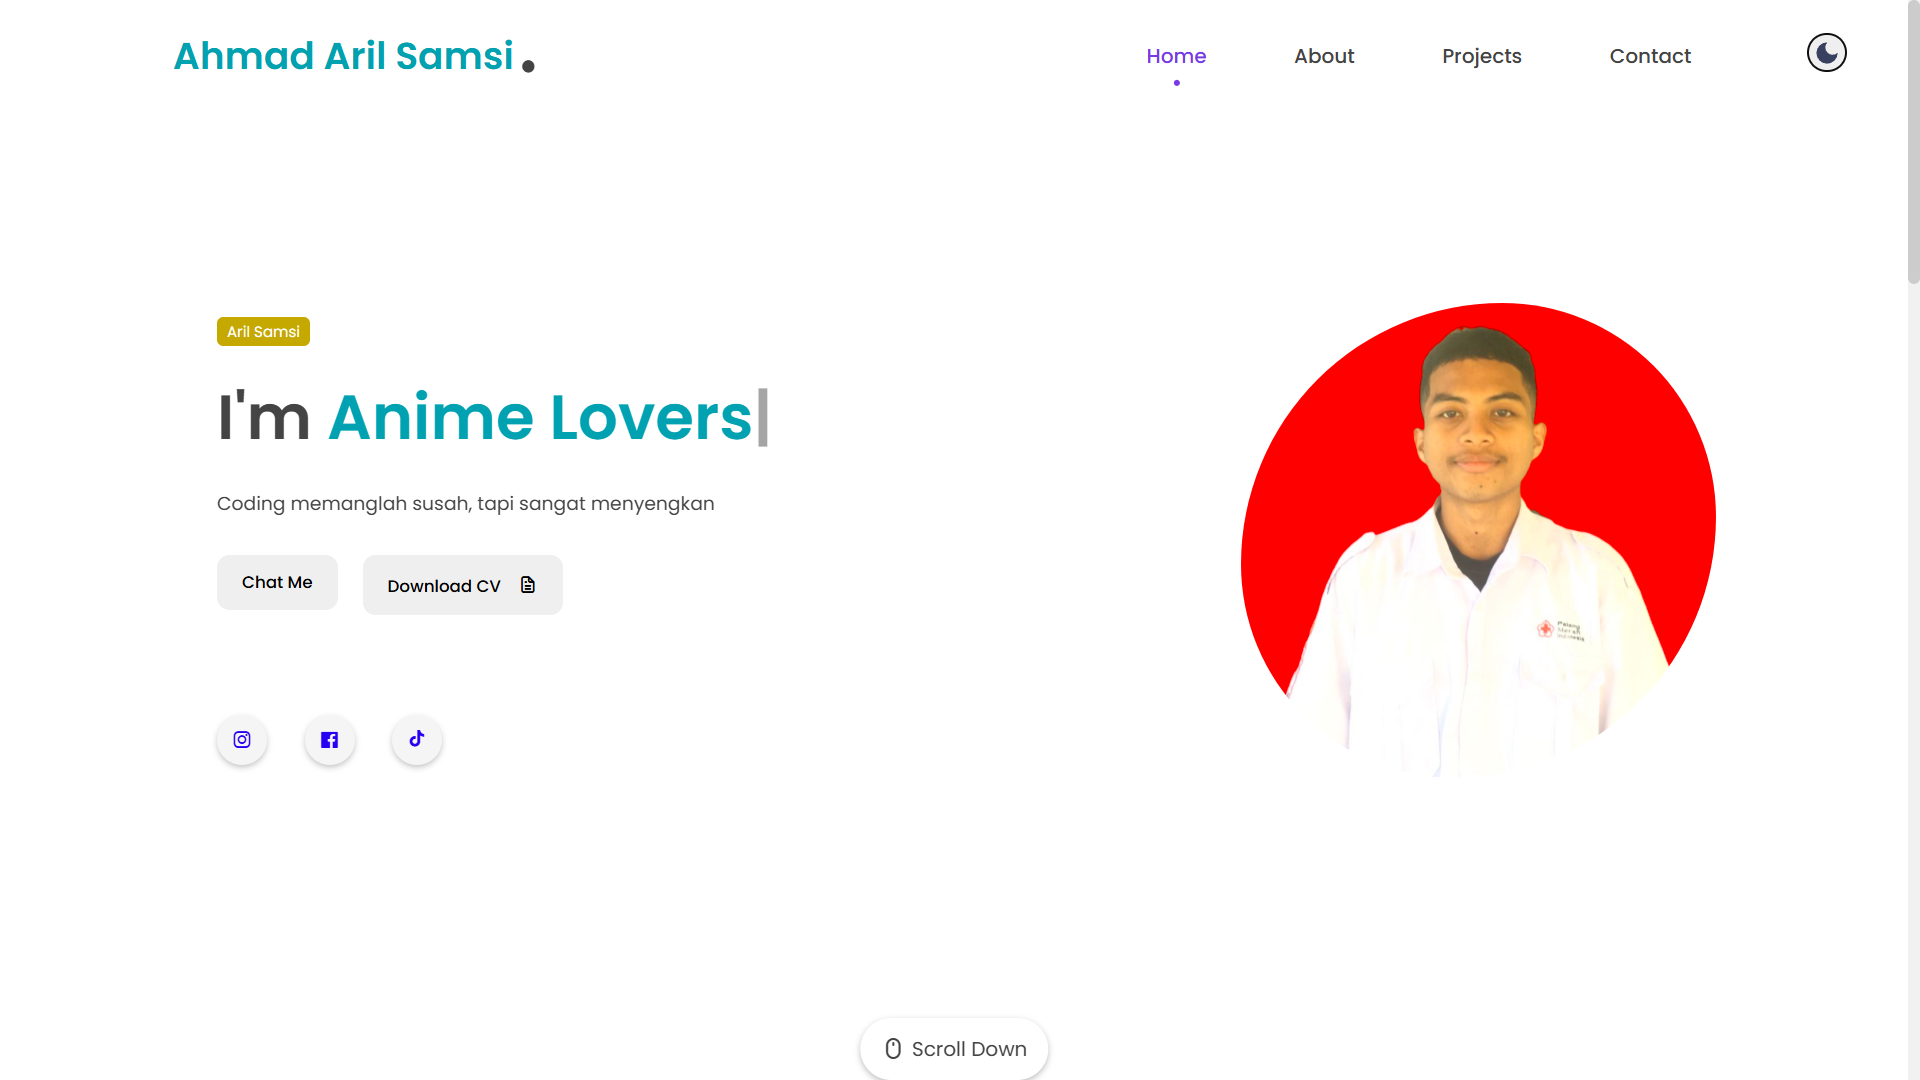 Ahmad Aril Samsi .
Home
About
Projects
Contact
Aril Samsi
I'm Anime Lovers|
Coding memanglah susah, tapi sangat menyengkan
Chat Me
Download CV
Scroll Down